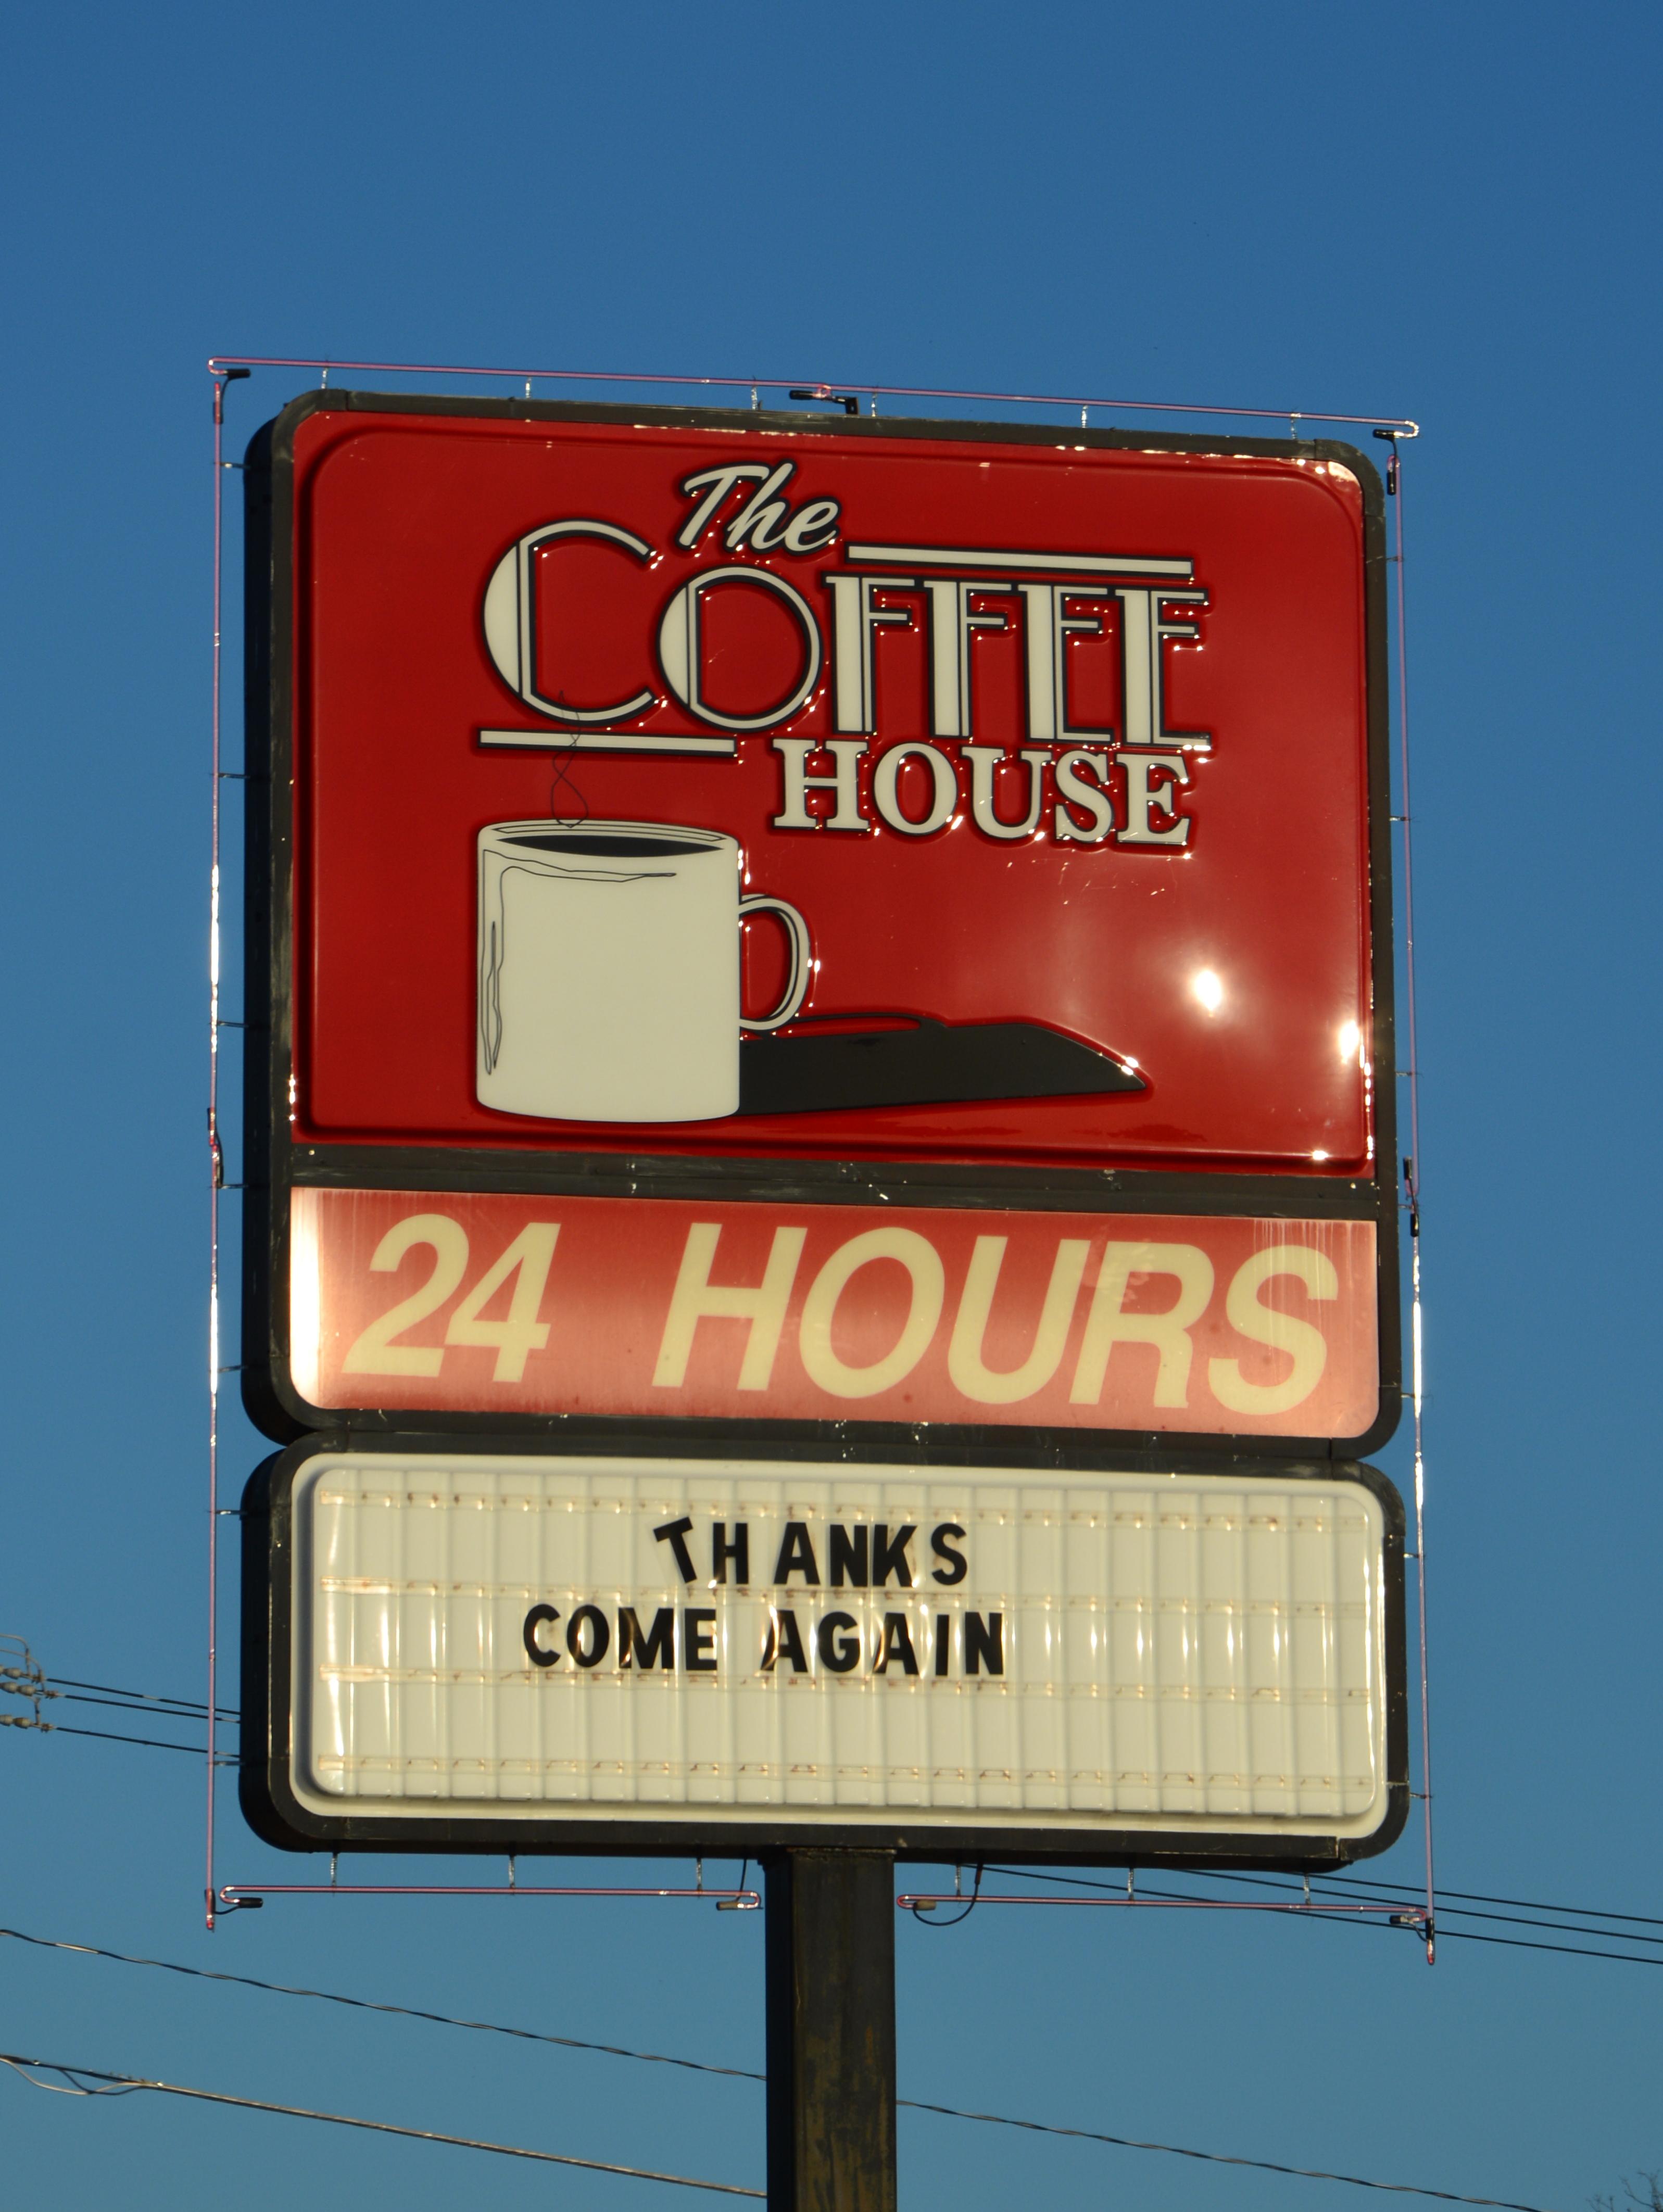 The
COFFEE
HOUSE
24 HOURS
THANKS
COME AGAIN